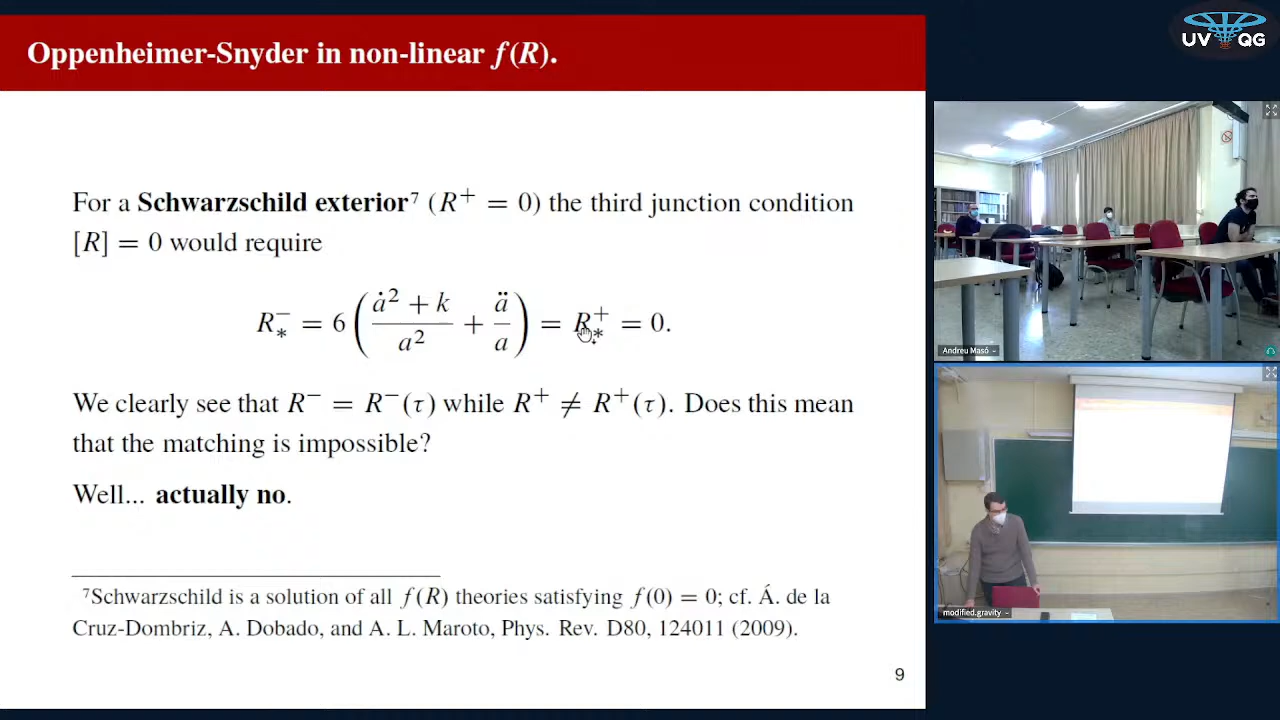 Oppenheimer-Snyder in non-linear f(R).
For a Schwarzschild exterior⁷ (R⁺ = 0) the third junction condition
[R] = 0 would require
R₋* = 6 ( (ȧ² + k)/a² + ä/a ) = R⁺* = 0.
We clearly see that R⁻ = R⁻(τ) while R⁺ ≠ R⁺(τ). Does this mean
that the matching is impossible?
Well... actually no.
⁷Schwarzschild is a solution of all f(R) theories satisfying f(0) = 0; cf. Á. de la
Cruz-Dombriz, A. Dobado, and A. L. Maroto, Phys. Rev. D80, 124011 (2009).
9
UV QG
Andreu Masó
modified.gravity